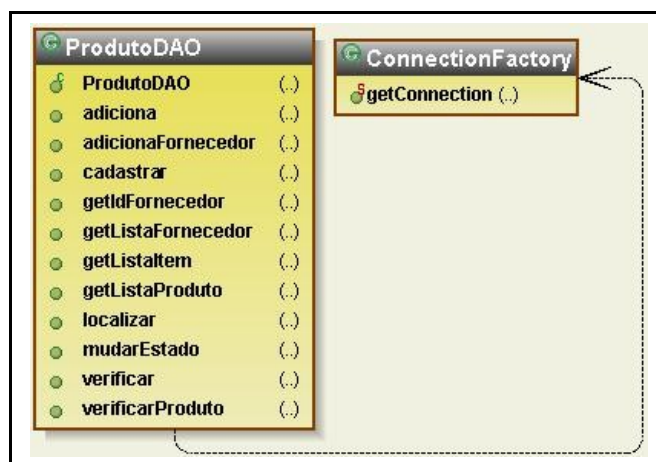 ProdutoDAO
ProdutoDAO (..)
adiciona (..)
adicionaFornecedor (..)
cadastrar (..)
getIdFornecedor (..)
getListaFornecedor (..)
getListaItem (..)
getListaProduto (..)
localizar (..)
mudarEstado (..)
verificar (..)
verificarProduto (..)
ConnectionFactory
getConnection (..)